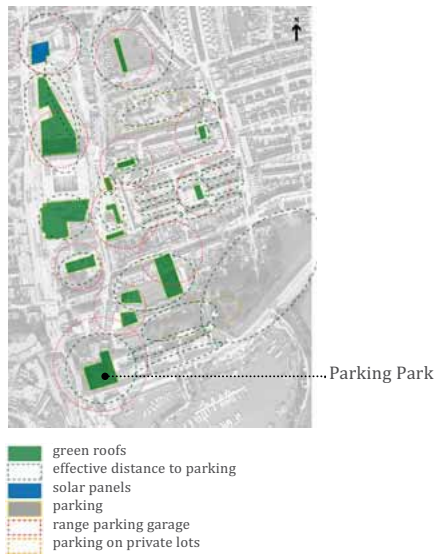 N
Parking Park
green roofs
effective distance to parking
solar panels
parking
range parking garage
parking on private lots